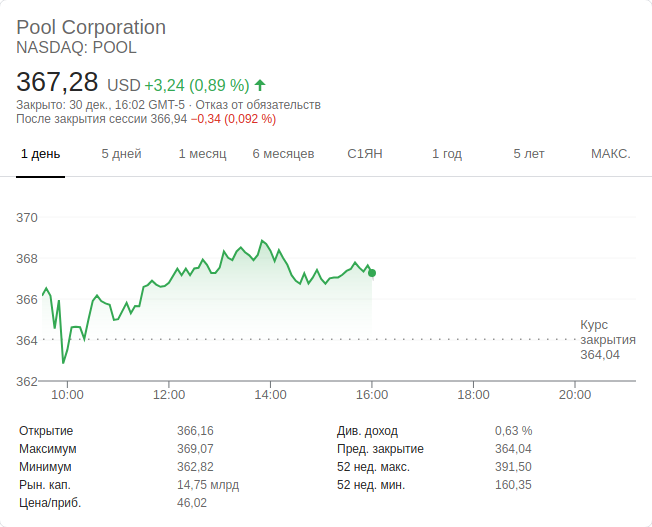 Pool Corporation
NASDAQ: POOL
367,28 USD +3,24 (0,89 %)
Закрыто: 30 дек., 16:02 GMT-5 · Отказ от обязательств
После закрытия сессии 366,94 −0,34 (0,092 %)
1 день 5 дней 1 месяц 6 месяцев С1ЯН 1 год 5 лет МАКС.
370
368
366
364
362
Курс
закрытия
364,04
10:00 12:00 14:00 16:00 18:00 20:00
Открытие 366,16 Див. доход 0,63 %
Максимум 369,07 Пред. закрытие 364,04
Минимум 362,82 52 нед. макс. 391,50
Рын. кап. 14,75 млрд 52 нед. мин. 160,35
Цена/приб. 46,02